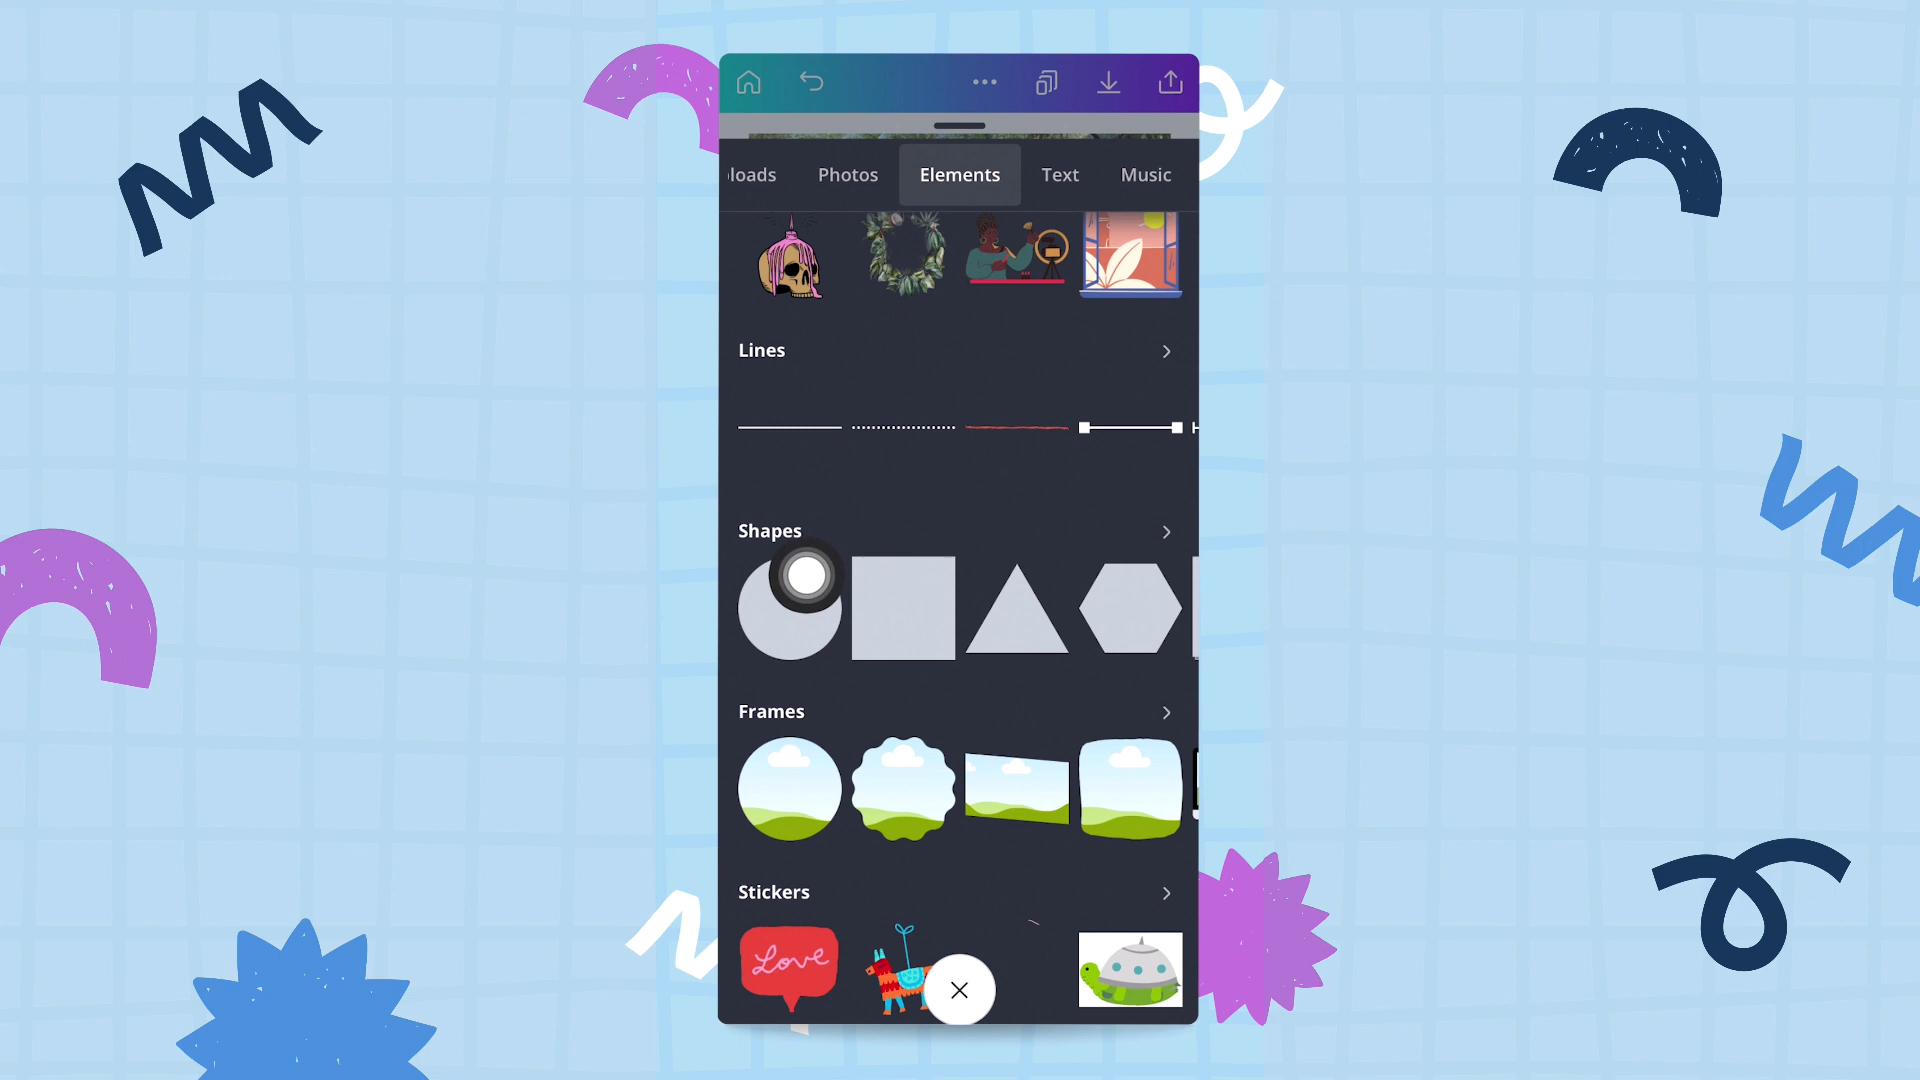 loads Photos Elements Text Music
Lines
Shapes
Frames
Stickers
Love